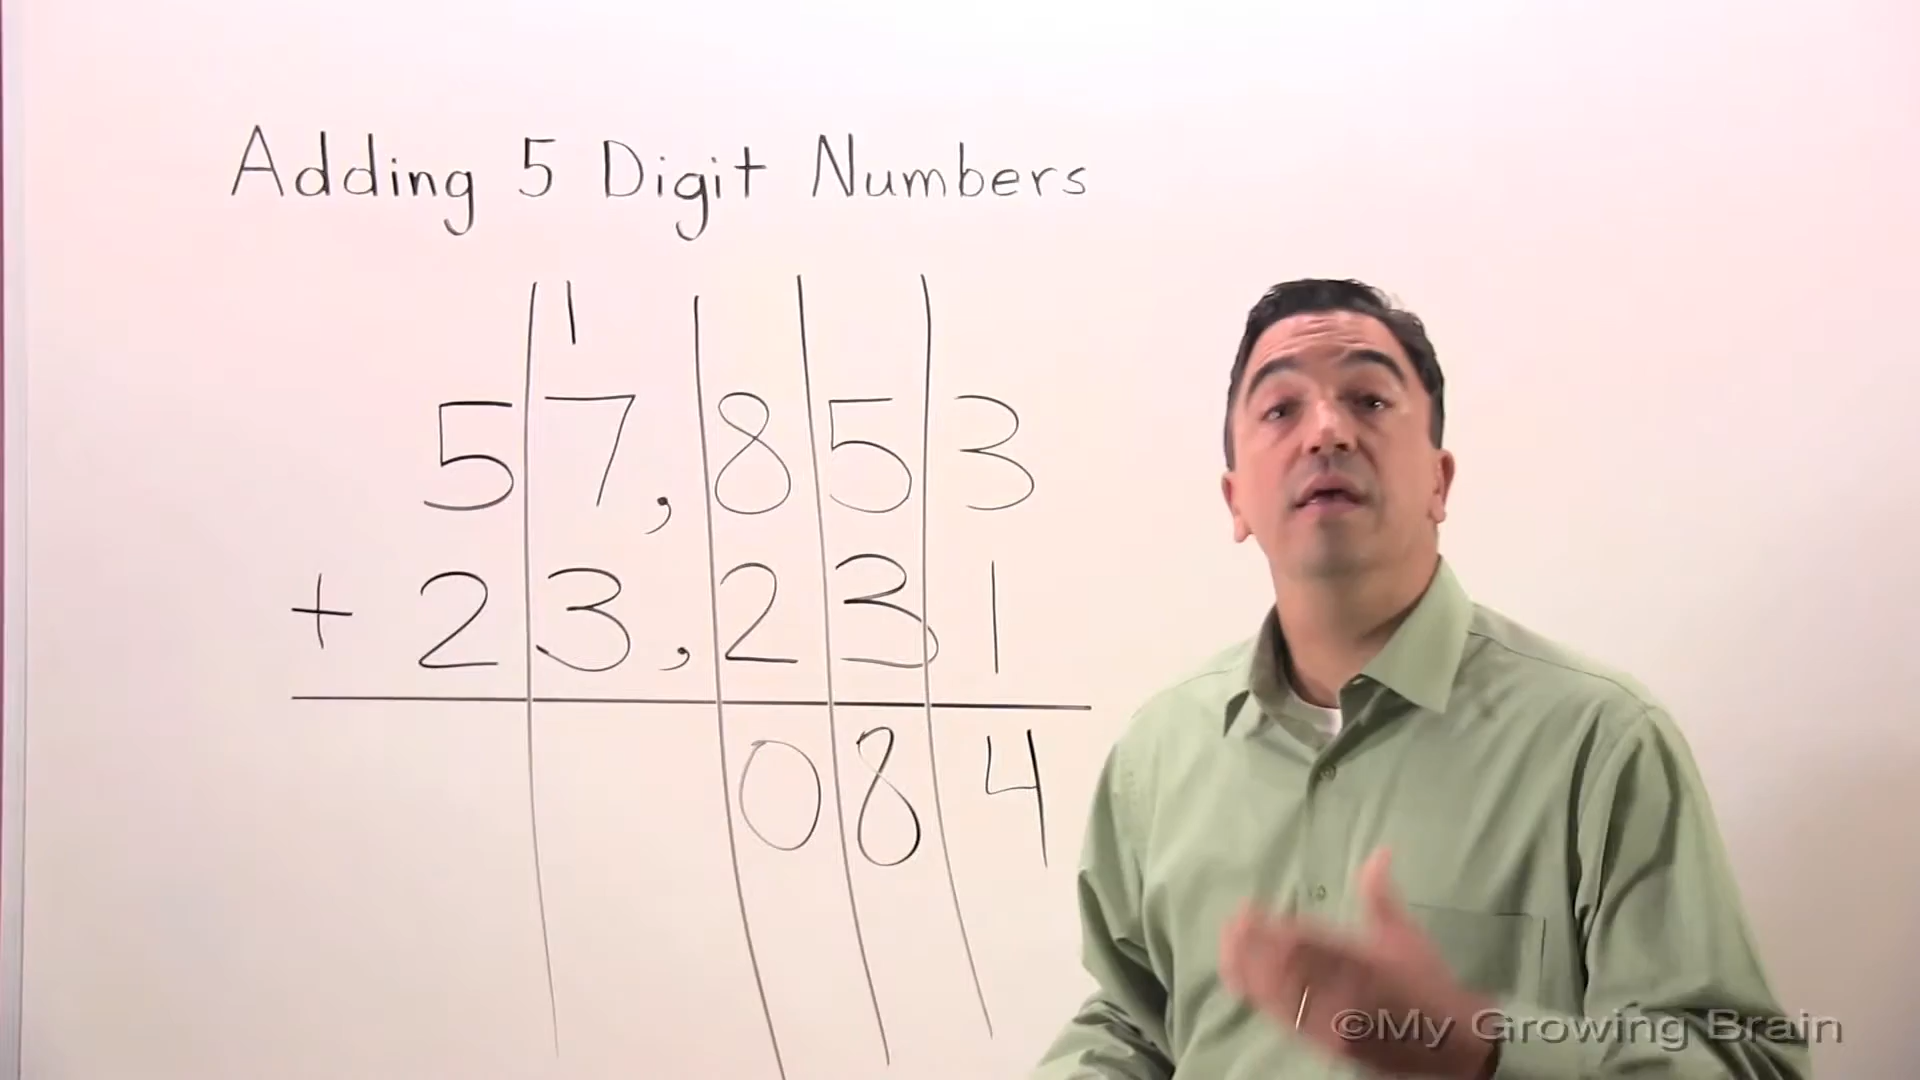 Adding 5 Digit Numbers
1
57,853
+ 23,231
084
©My Growing Brain